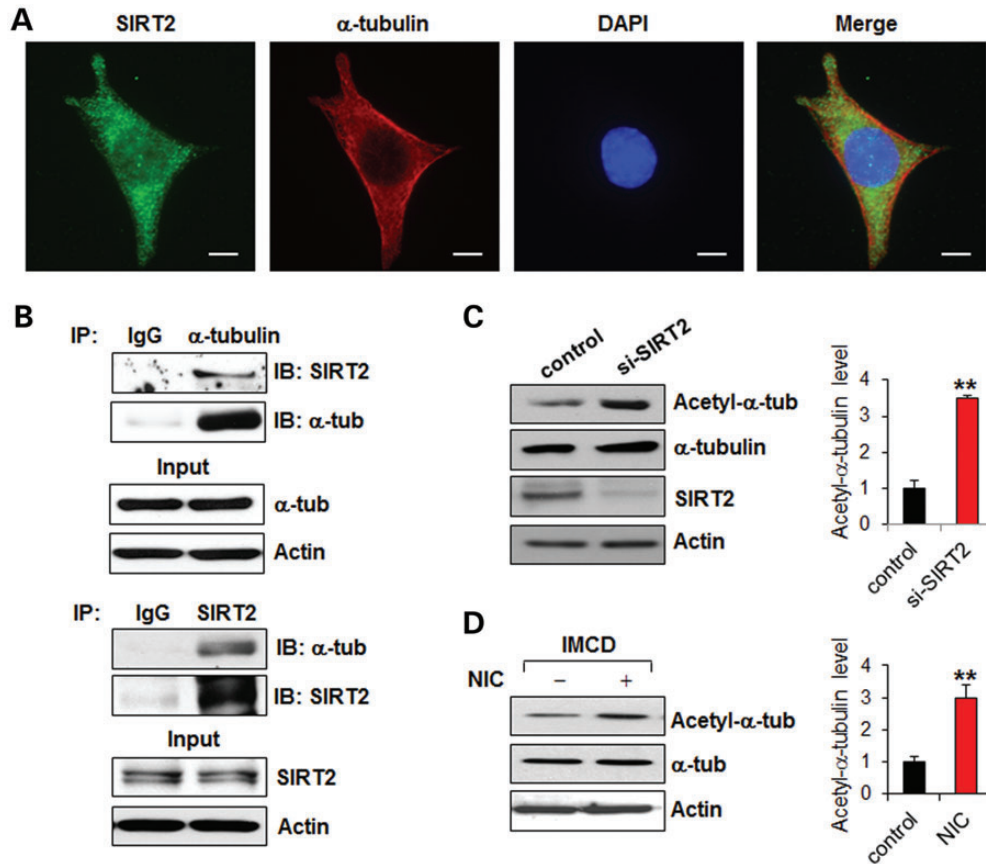 A
SIRT2 α-tubulin DAPI Merge
B
IP: IgG α-tubulin
IB: SIRT2
IB: α-tub
Input
α-tub
Actin
IP: IgG SIRT2
IB: α-tub
IB: SIRT2
Input
SIRT2
Actin
C
control si-SIRT2
Acetyl-α-tub
α-tubulin
SIRT2
Actin
Acetyl-α-tubulin level
4
3
2
1
0
**
control si-SIRT2
D
IMCD
NIC − +
Acetyl-α-tub
α-tub
Actin
Acetyl-α-tubulin level
4
3
2
1
0
**
control NIC